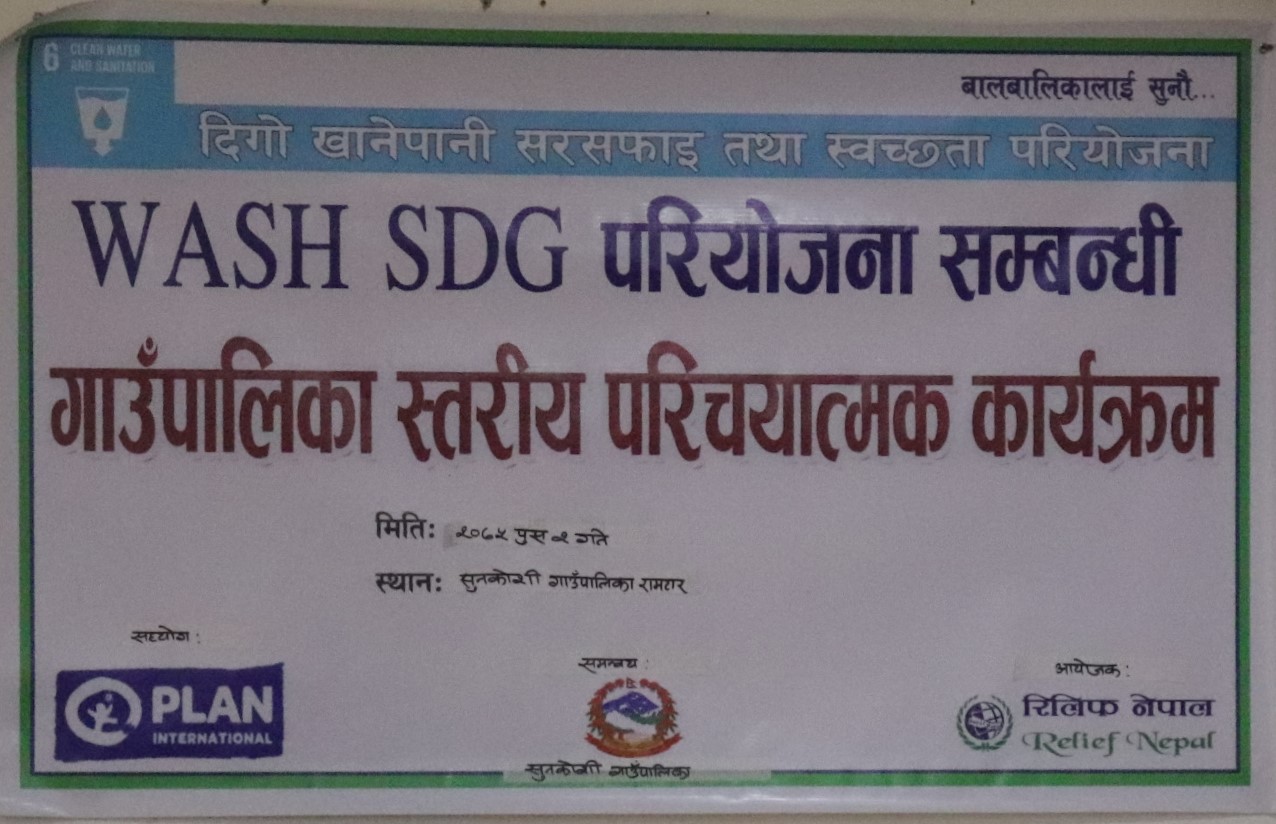 6 CLEAN WATER
AND SANITATION
बालबालिकालाई सुनौ...
दिगो खानेपानी सरसफाइ तथा स्वच्छता परियोजना
WASH SDG परियोजना सम्बन्धी
गाउँपालिका स्तरीय परिचयात्मक कार्यक्रम
मिति: २०७५ पुस २ गते
स्थान: सुनकोशी गाउँपालिका रामटार
सहयोग:
PLAN
INTERNATIONAL
समन्वय:
सुनकोशी गाउँपालिका
आयोजक:
रिलिफ नेपाल
Relief Nepal